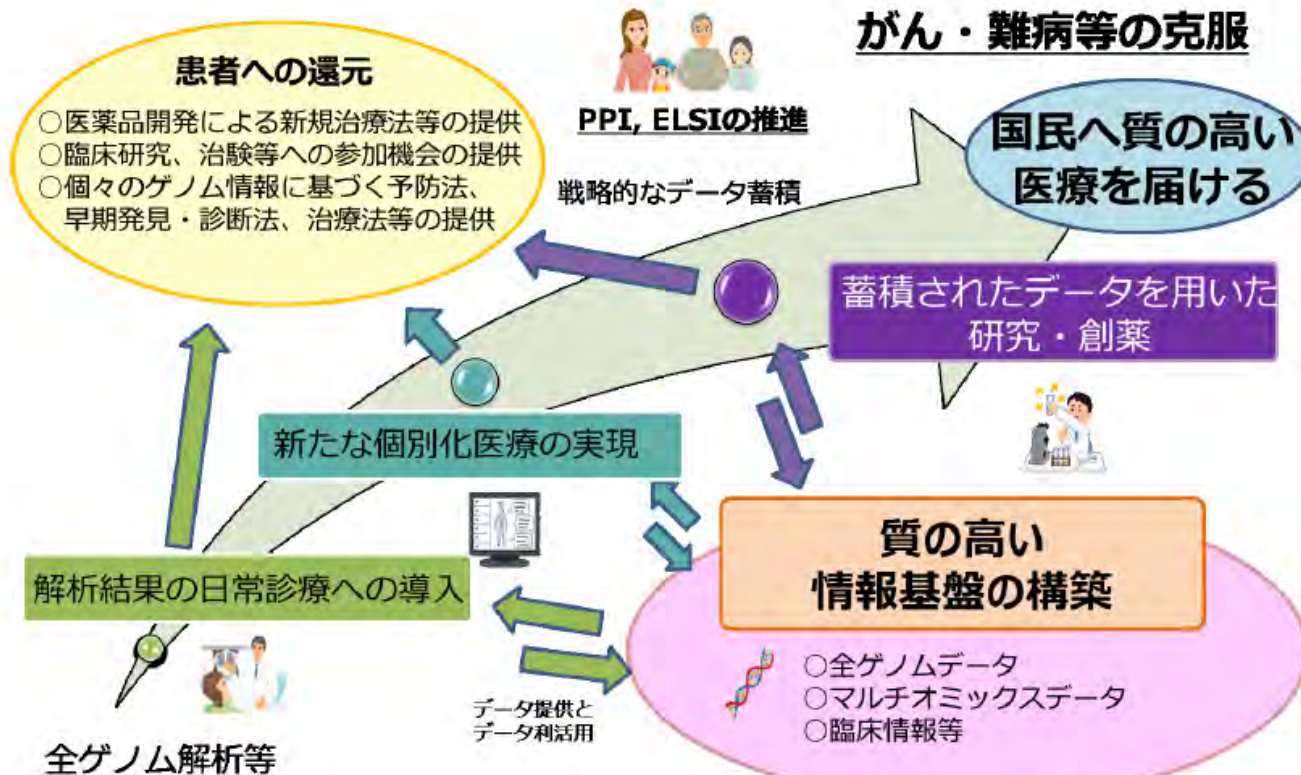 がん・難病等の克服
患者への還元
○医薬品開発による新規治療法等の提供
○臨床研究、治験等への参加機会の提供
○個々のゲノム情報に基づく予防法、
早期発見・診断法、治療法等の提供
PPI, ELSIの推進
戦略的なデータ蓄積
国民へ質の高い
医療を届ける
蓄積されたデータを用いた
研究・創薬
新たな個別化医療の実現
解析結果の日常診療への導入
質の高い
情報基盤の構築
○全ゲノムデータ
○マルチオミックスデータ
○臨床情報等
データ提供と
データ利活用
全ゲノム解析等